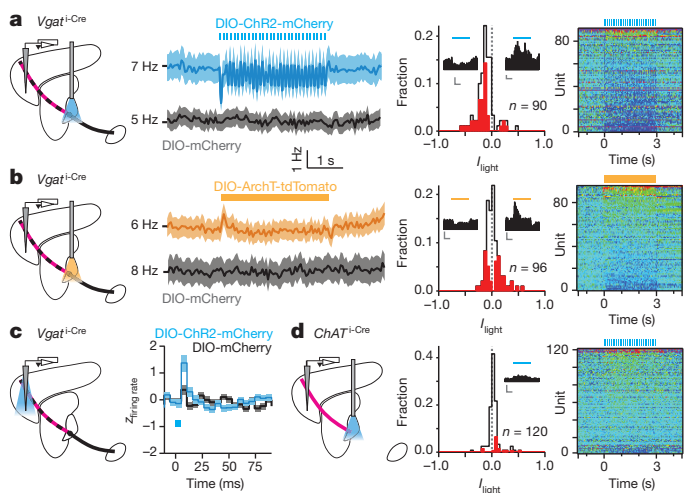 a
Vgat i-Cre
DIO-ChR2-mCherry
7 Hz
5 Hz
DIO-mCherry
1 Hz
1 s
Fraction
0.2
0.1
0.0
n = 90
-1.0
0.0
1.0
I light
Unit
80
0
0
3
Time (s)
b
Vgat i-Cre
DIO-ArchT-tdTomato
6 Hz
8 Hz
DIO-mCherry
Fraction
0.2
0.1
0.0
n = 96
-1.0
0.0
1.0
I light
Unit
80
0
0
3
Time (s)
c
Vgat i-Cre
DIO-ChR2-mCherry
DIO-mCherry
z firing rate
2
1
0
−1
−2
0
25
50
75
Time (ms)
d
ChAT i-Cre
Fraction
0.4
0.2
0.0
n = 120
-1.0
0.0
1.0
I light
Unit
120
0
0
3
Time (s)